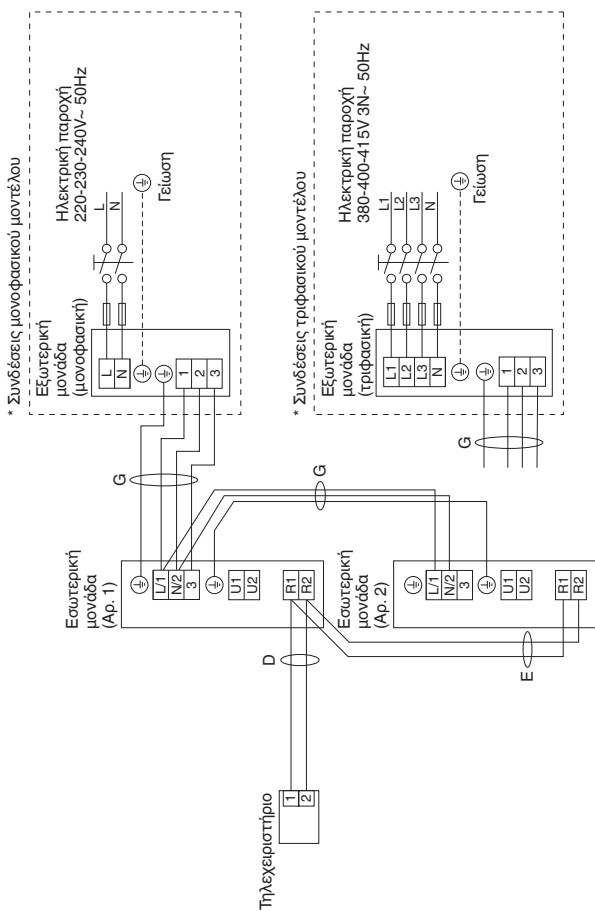 * Συνδέσεις μονοφασικού μοντέλου
Εξωτερική
μονάδα
(μονοφασική)
Ηλεκτρική παροχή
220-230-240V~ 50Hz
L
N
L
N
Γείωση
1
2
3
G
* Συνδέσεις τριφασικού μοντέλου
Εξωτερική
μονάδα
(τριφασική)
Ηλεκτρική παροχή
380-400-415V 3N~ 50Hz
L1
L2
L3
N
L1
L2
L3
N
Γείωση
1
2
3
G
Εσωτερική
μονάδα
(Αρ. 1)
L/1
N/2
3
U1
U2
R1
R2
G
D
Εσωτερική
μονάδα
(Αρ. 2)
L/1
N/2
3
U1
U2
R1
R2
E
Τηλεχειριστήριο
1
2